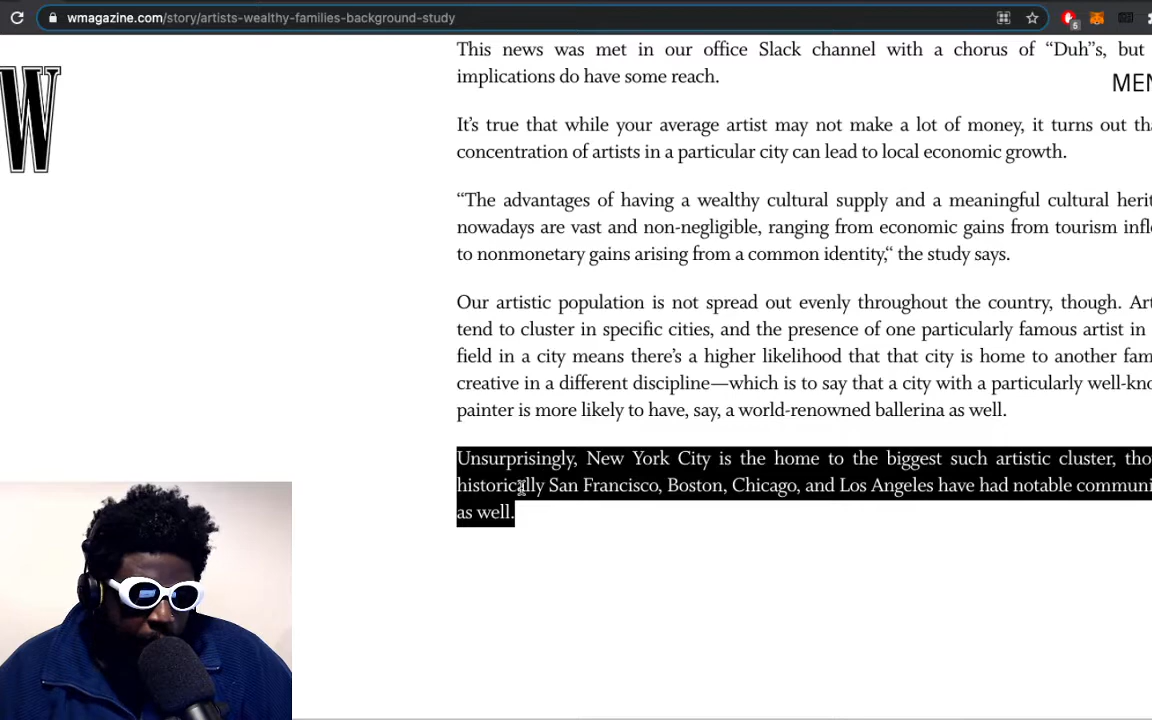 wmagazine.com/story/artists-wealthy-families-background-study
5
W
MEN
This news was met in our office Slack channel with a chorus of “Duh”s, but
implications do have some reach.
It’s true that while your average artist may not make a lot of money, it turns out tha
concentration of artists in a particular city can lead to local economic growth.
“The advantages of having a wealthy cultural supply and a meaningful cultural herit
nowadays are vast and non-negligible, ranging from economic gains from tourism infl
to nonmonetary gains arising from a common identity,“ the study says.
Our artistic population is not spread out evenly throughout the country, though. Art
tend to cluster in specific cities, and the presence of one particularly famous artist in
field in a city means there’s a higher likelihood that that city is home to another fam
creative in a different discipline—which is to say that a city with a particularly well-kno
painter is more likely to have, say, a world-renowned ballerina as well.
Unsurprisingly, New York City is the home to the biggest such artistic cluster, tho
historically San Francisco, Boston, Chicago, and Los Angeles have had notable communi
as well.